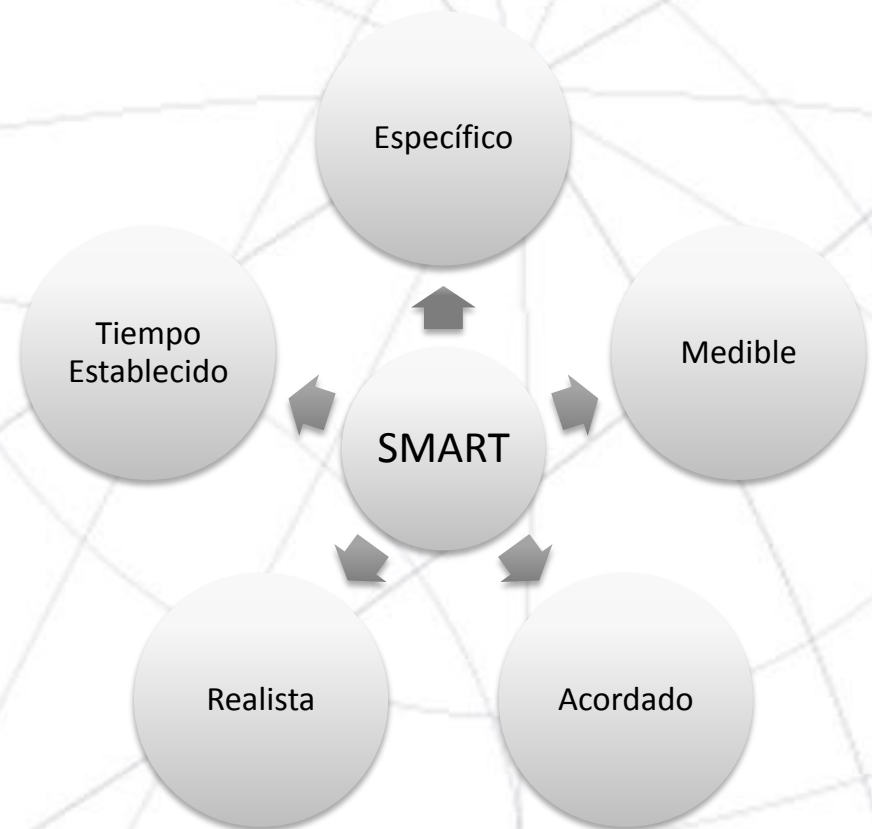 Específico
Medible
Acordado
Realista
Tiempo
Establecido
SMART